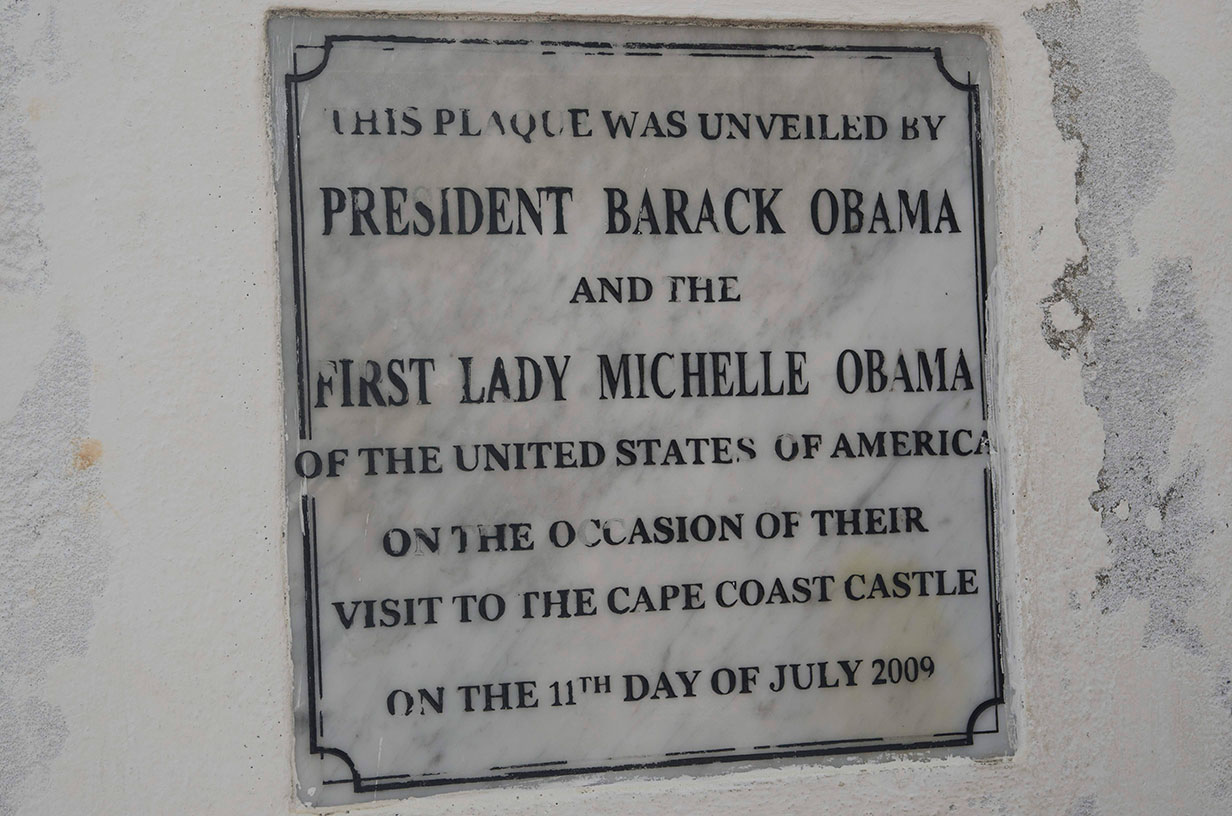 THIS PLAQUE WAS UNVEILED BY
PRESIDENT BARACK OBAMA
AND THE
FIRST LADY MICHELLE OBAMA
OF THE UNITED STATES OF AMERICA
ON THE OCCASION OF THEIR
VISIT TO THE CAPE COAST CASTLE
ON THE 11TH DAY OF JULY 2009